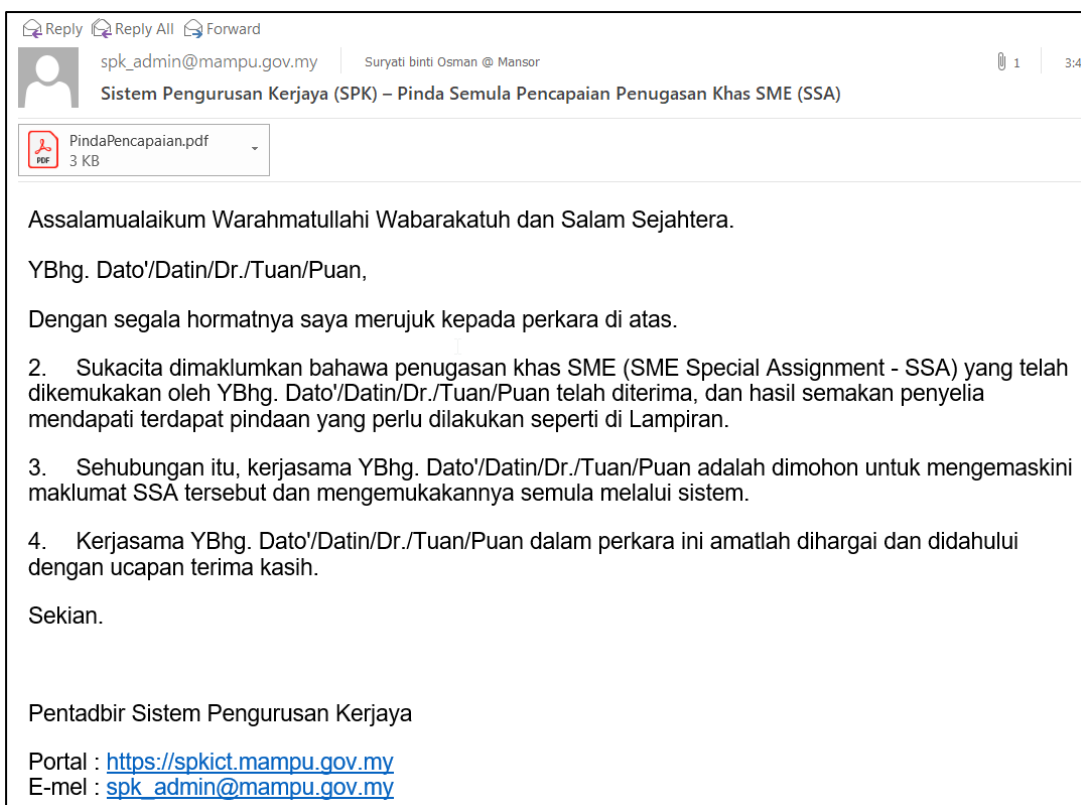 Reply Reply All Forward
spk_admin@mampu.gov.my Suryati binti Osman @ Mansor 1 3:4
Sistem Pengurusan Kerjaya (SPK) – Pinda Semula Pencapaian Penugasan Khas SME (SSA)
PDF PindaPencapaian.pdf
3 KB
Assalamualaikum Warahmatullahi Wabarakatuh dan Salam Sejahtera.
YBhg. Dato'/Datin/Dr./Tuan/Puan,
Dengan segala hormatnya saya merujuk kepada perkara di atas.
2. Sukacita dimaklumkan bahawa penugasan khas SME (SME Special Assignment - SSA) yang telah
dikemukakan oleh YBhg. Dato'/Datin/Dr./Tuan/Puan telah diterima, dan hasil semakan penyelia
mendapati terdapat pindaan yang perlu dilakukan seperti di Lampiran.
3. Sehubungan itu, kerjasama YBhg. Dato'/Datin/Dr./Tuan/Puan adalah dimohon untuk mengemaskini
maklumat SSA tersebut dan mengemukakannya semula melalui sistem.
4. Kerjasama YBhg. Dato'/Datin/Dr./Tuan/Puan dalam perkara ini amatlah dihargai dan didahului
dengan ucapan terima kasih.
Sekian.
Pentadbir Sistem Pengurusan Kerjaya
Portal : https://spkict.mampu.gov.my
E-mel : spk_admin@mampu.gov.my